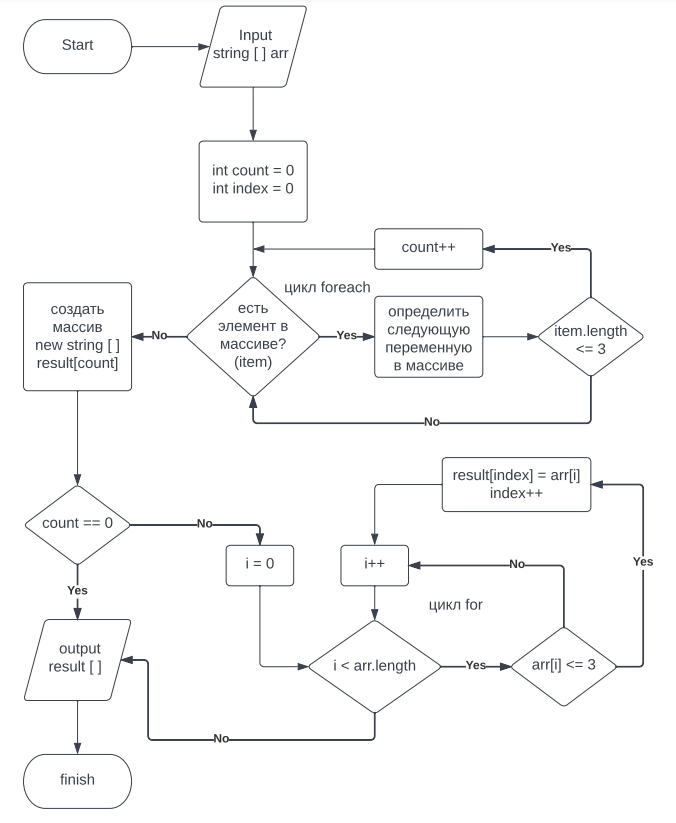 Start
Input
string [ ] arr
int count = 0
int index = 0
count++
Yes
цикл foreach
создать
массив
new string [ ]
result[count]
No
есть
элемент в
массиве?
(item)
Yes
определить
следующую
переменную
в массиве
item.length
<= 3
No
result[index] = arr[i]
index++
count == 0
No
i = 0
i++
No
Yes
Yes
цикл for
output
result [ ]
i < arr.length
Yes
arr[i] <= 3
No
finish